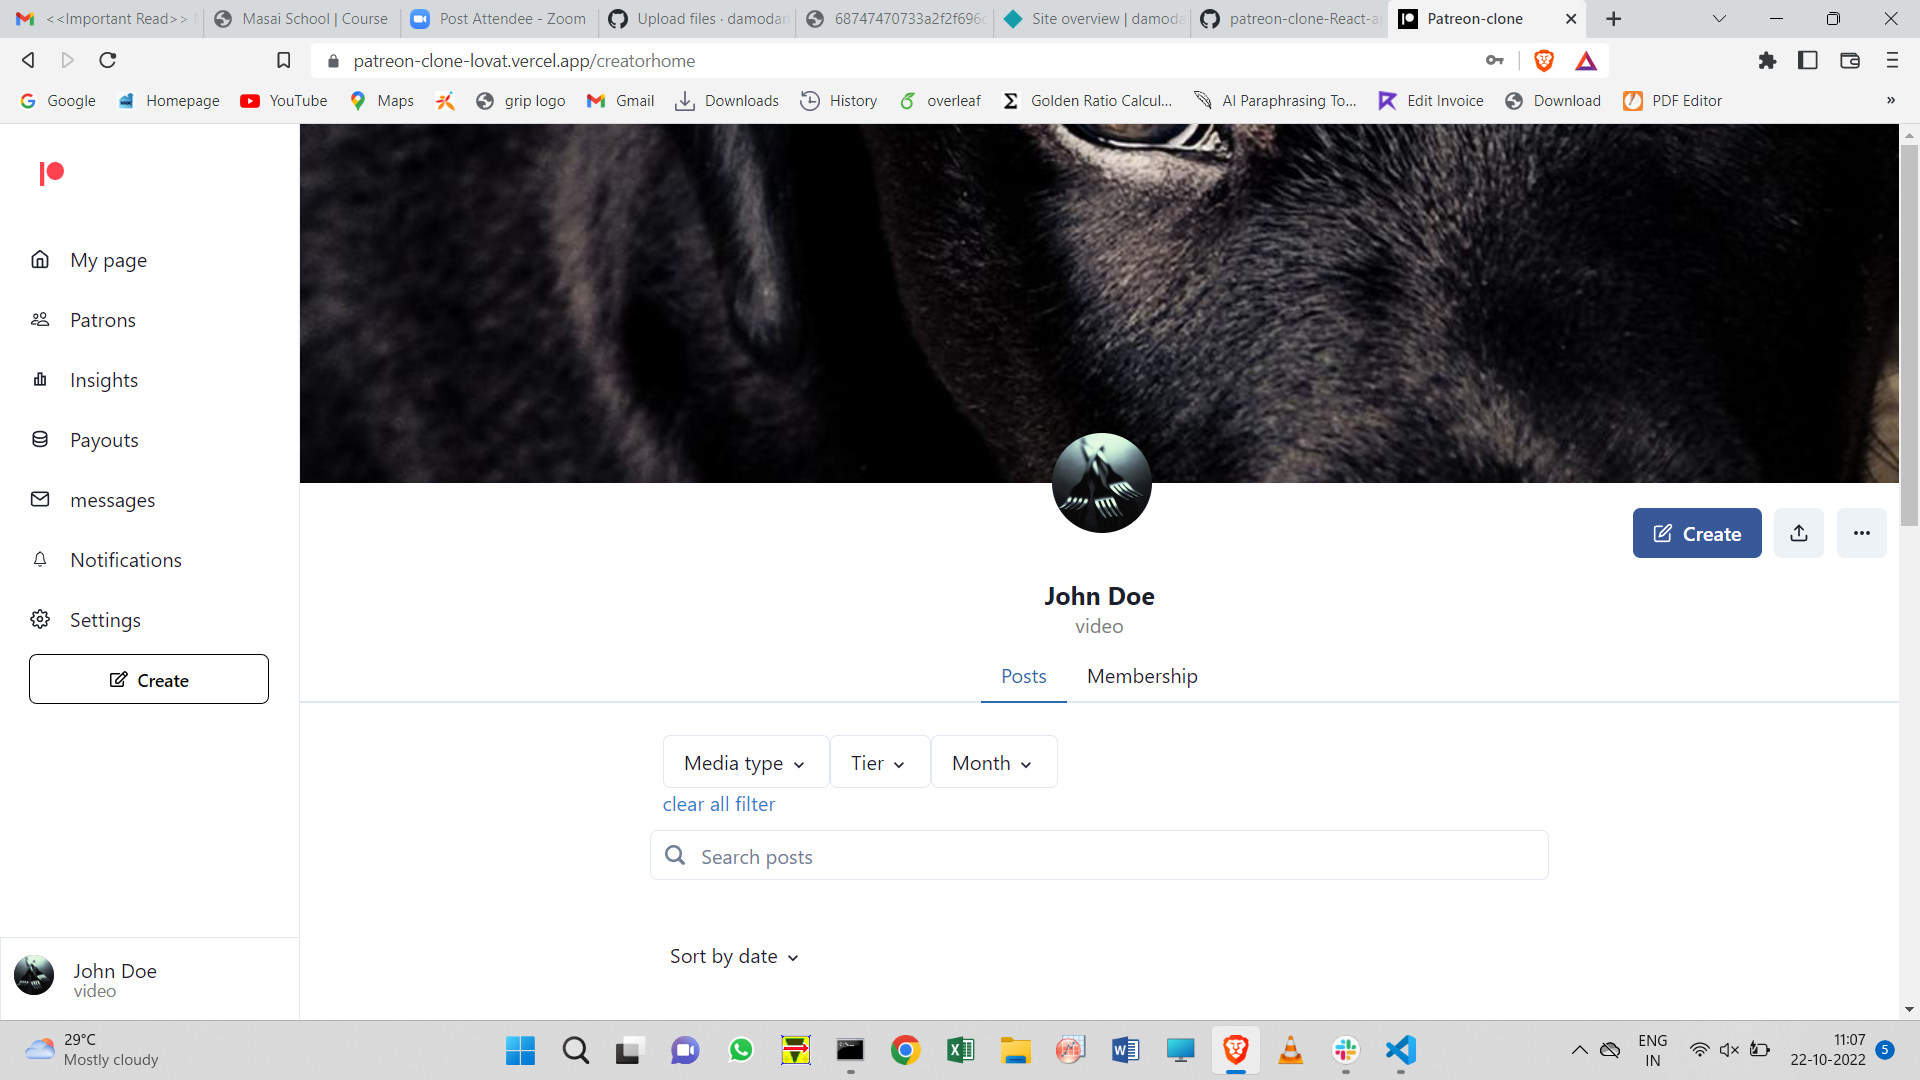 <<Important Read>>
Masai School | Course
Post Attendee - Zoom
Upload files · damodar
68747470733a2f2f696
Site overview | damoda
patreon-clone-React-a
Patreon-clone
patreon-clone-lovat.vercel.app/creatorhome
Google
Homepage
YouTube
Maps
grip logo
Gmail
Downloads
History
overleaf
Golden Ratio Calcul...
AI Paraphrasing To...
Edit Invoice
Download
PDF Editor
»
My page
Patrons
Insights
Payouts
messages
Notifications
Settings
Create
Create
John Doe
video
Posts
Membership
Media type
Tier
Month
clear all filter
Search posts
Sort by date
John Doe
video
29°C
Mostly cloudy
ENG
IN
11:07
22-10-2022
5